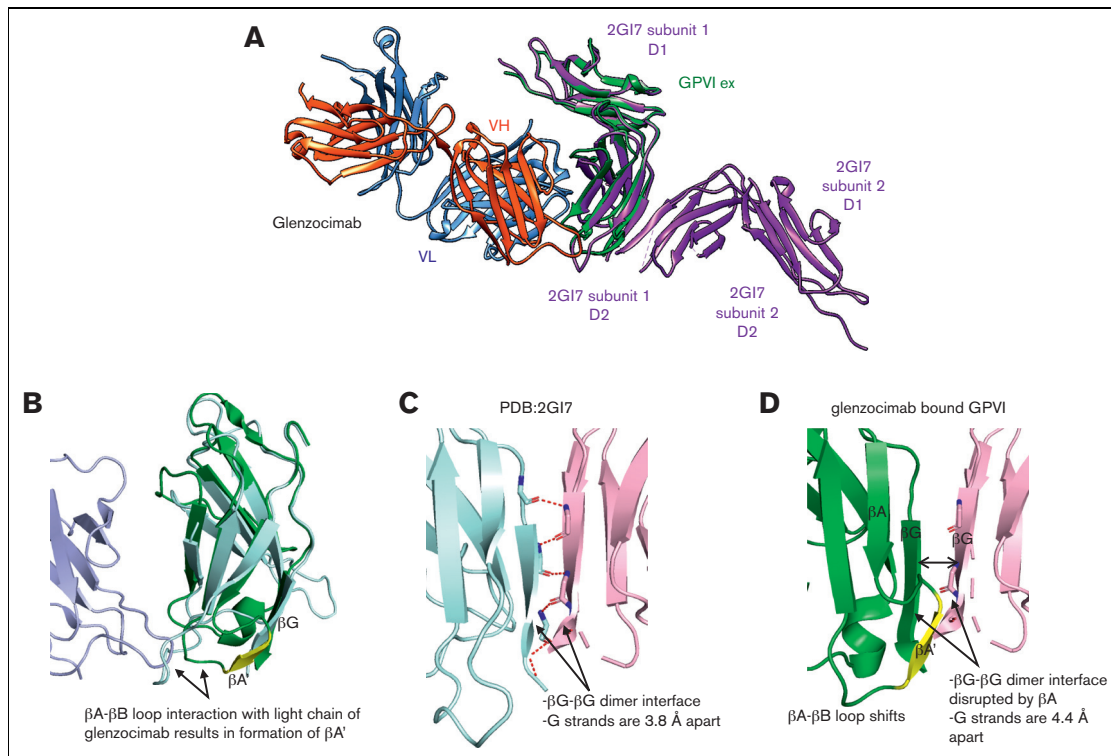 A
2GI7 subunit 1
D1
GPVI ex
VH
2GI7
subunit 2
D1
Glenzocimab
VL
2GI7 subunit 1
D2
2GI7
subunit 2
D2
B
βG
βA'
βA-βB loop interaction with light chain of
glenzocimab results in formation of βA'
C
PDB:2GI7
-βG-βG dimer interface
-G strands are 3.8 Å apart
D
glenzocimab bound GPVI
βA
βG
βG
βA'
βA-βB loop shifts
-βG-βG dimer interface
disrupted by βA
-G strands are 4.4 Å
apart